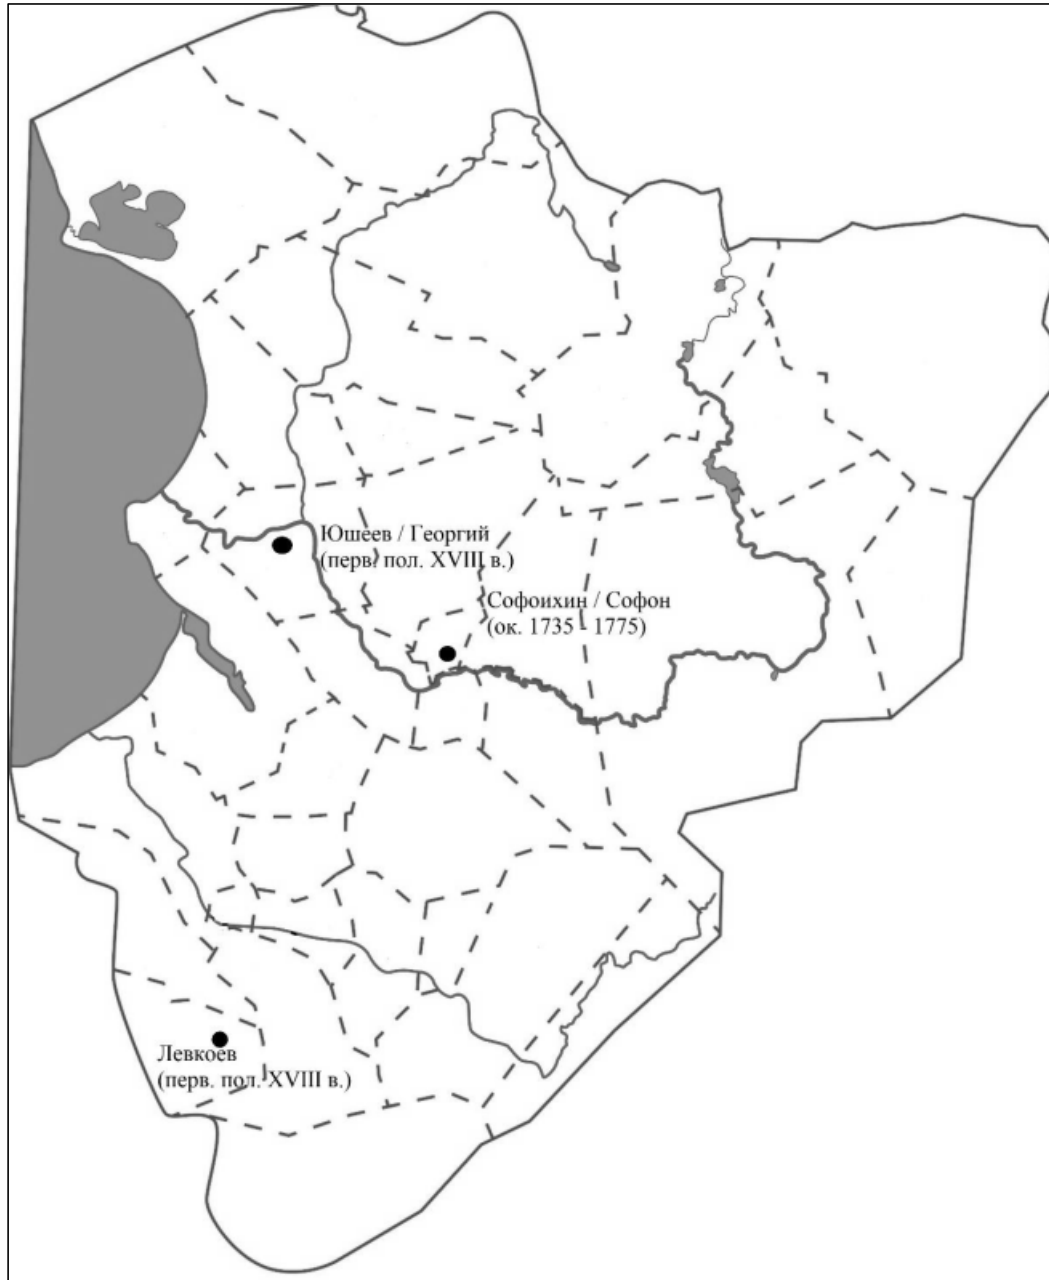 Юшеев / Георгий
(перв. пол. XVIII в.)
Софоихин / Софон
(ок. 1735 - 1775)
Левкоев
(перв. пол. XVIII в.)